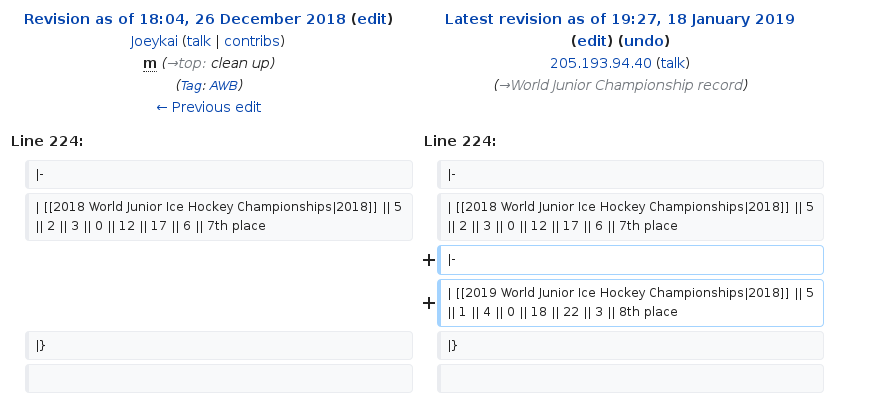 Revision as of 18:04, 26 December 2018 (edit)
Joeykai (talk | contribs)
m (→top: clean up)
(Tag: AWB)
← Previous edit
Latest revision as of 19:27, 18 January 2019
(edit) (undo)
205.193.94.40 (talk)
(→World Junior Championship record)
Line 224:
Line 224:
|-
|-
| [[2018 World Junior Ice Hockey Championships|2018]] || 5
|| 2 || 3 || 0 || 12 || 17 || 6 || 7th place
| [[2018 World Junior Ice Hockey Championships|2018]] || 5
|| 2 || 3 || 0 || 12 || 17 || 6 || 7th place
+ |-
+ | [[2019 World Junior Ice Hockey Championships|2018]] || 5
|| 1 || 4 || 0 || 18 || 22 || 3 || 8th place
|}
|}